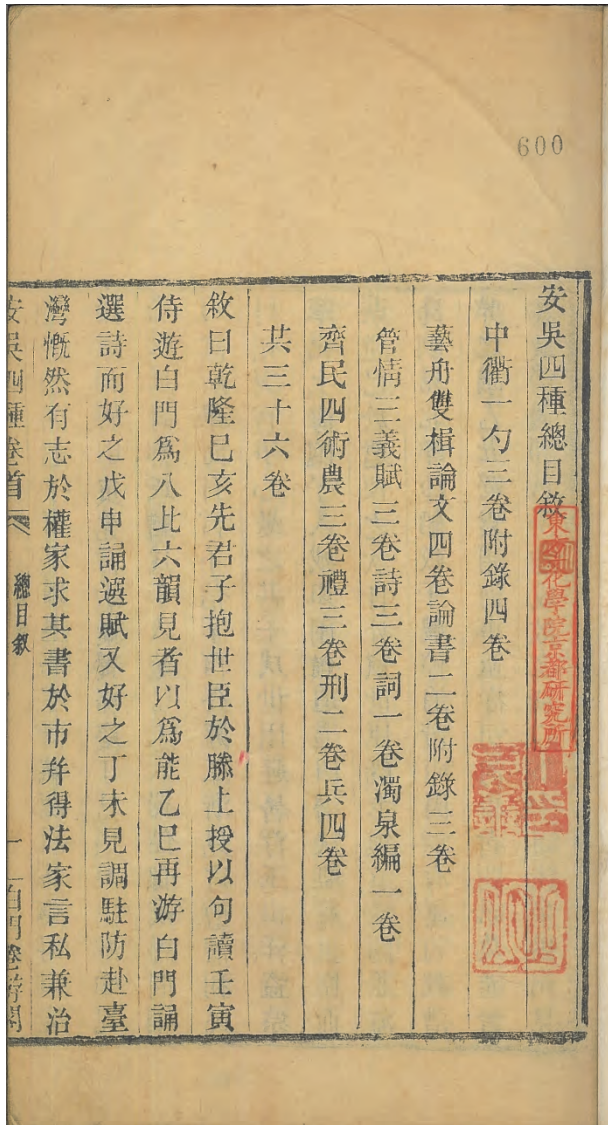 600
安吳四種總目敘
中衢一勺三卷附錄四卷
藝舟雙楫論文四卷論書二卷附錄三卷
管情三義賦三卷詩三卷詞一卷濁泉編一卷
齊民四術農三卷禮三卷刑二卷兵四卷
共三十六卷
敘曰乾隆巳亥先君子抱世臣於膝上授以句讀壬寅
侍遊白門爲八比六韻見者以爲能乙巳再游白門誦
選詩而好之戊申誦選賦又好之丁未見調駐防赴臺
灣慨然有志於權家求其書於市幷得法家言私兼治
安吳四種卷首
總目敘
一
白門倦游閣
東方文化學院京都研究所